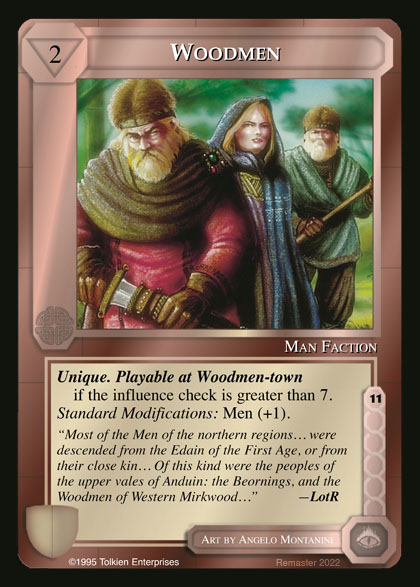 2
WOODMEN
MAN FACTION
Unique. Playable at Woodmen-town
if the influence check is greater than 7.
Standard Modifications: Men (+1).
11
“Most of the Men of the northern regions… were
descended from the Edain of the First Age, or from
their close kin… Of this kind were the peoples of
the upper vales of Anduin: the Beornings, and the
Woodmen of Western Mirkwood…” —LotR
ART BY ANGELO MONTANINI
©1995 Tolkien Enterprises
Remaster 2022